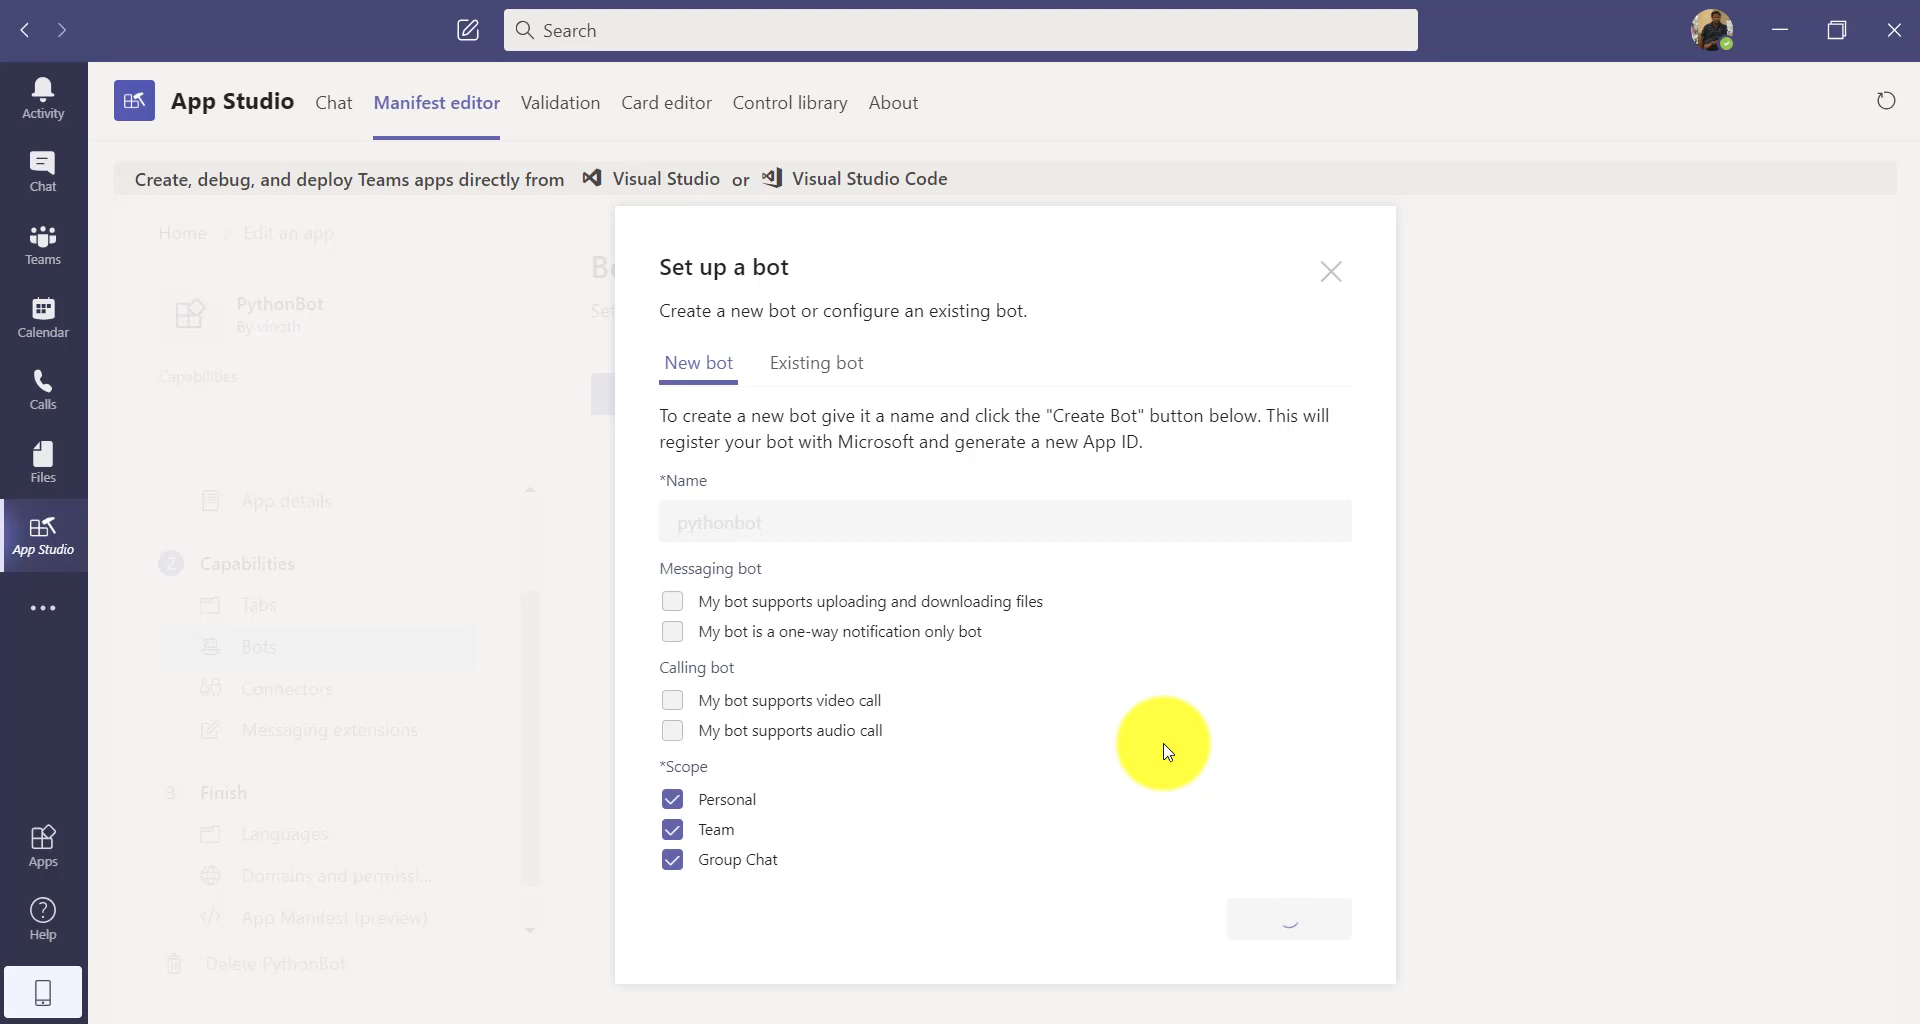 Search
Activity
Chat
Teams
Calendar
Calls
Files
App Studio
Apps
Help
App Studio
Chat
Manifest editor
Validation
Card editor
Control library
About
Create, debug, and deploy Teams apps directly from Visual Studio or Visual Studio Code
Home
Edit an app
PythonBot
By vinoth
Capabilities
App details
2 Capabilities
Tabs
Bots
Connectors
Messaging extensions
3 Finish
Languages
Domains and permissi...
App Manifest (preview)
Delete PythonBot
Set up a bot
Create a new bot or configure an existing bot.
New bot
Existing bot
To create a new bot give it a name and click the "Create Bot" button below. This will
register your bot with Microsoft and generate a new App ID.
*Name
pythonbot
Messaging bot
My bot supports uploading and downloading files
My bot is a one-way notification only bot
Calling bot
My bot supports video call
My bot supports audio call
*Scope
Personal
Team
Group Chat